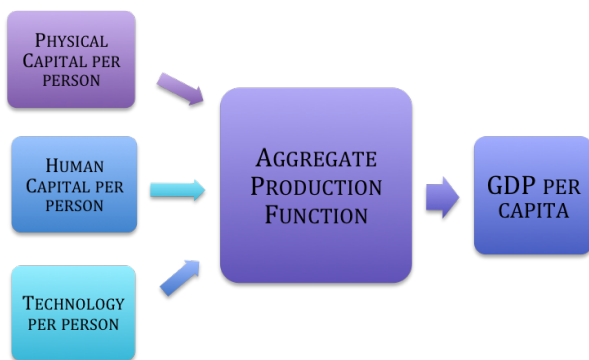 PHYSICAL
CAPITAL PER
PERSON
HUMAN
CAPITAL PER
PERSON
TECHNOLOGY
PER PERSON
AGGREGATE
PRODUCTION
FUNCTION
GDP PER
CAPITA